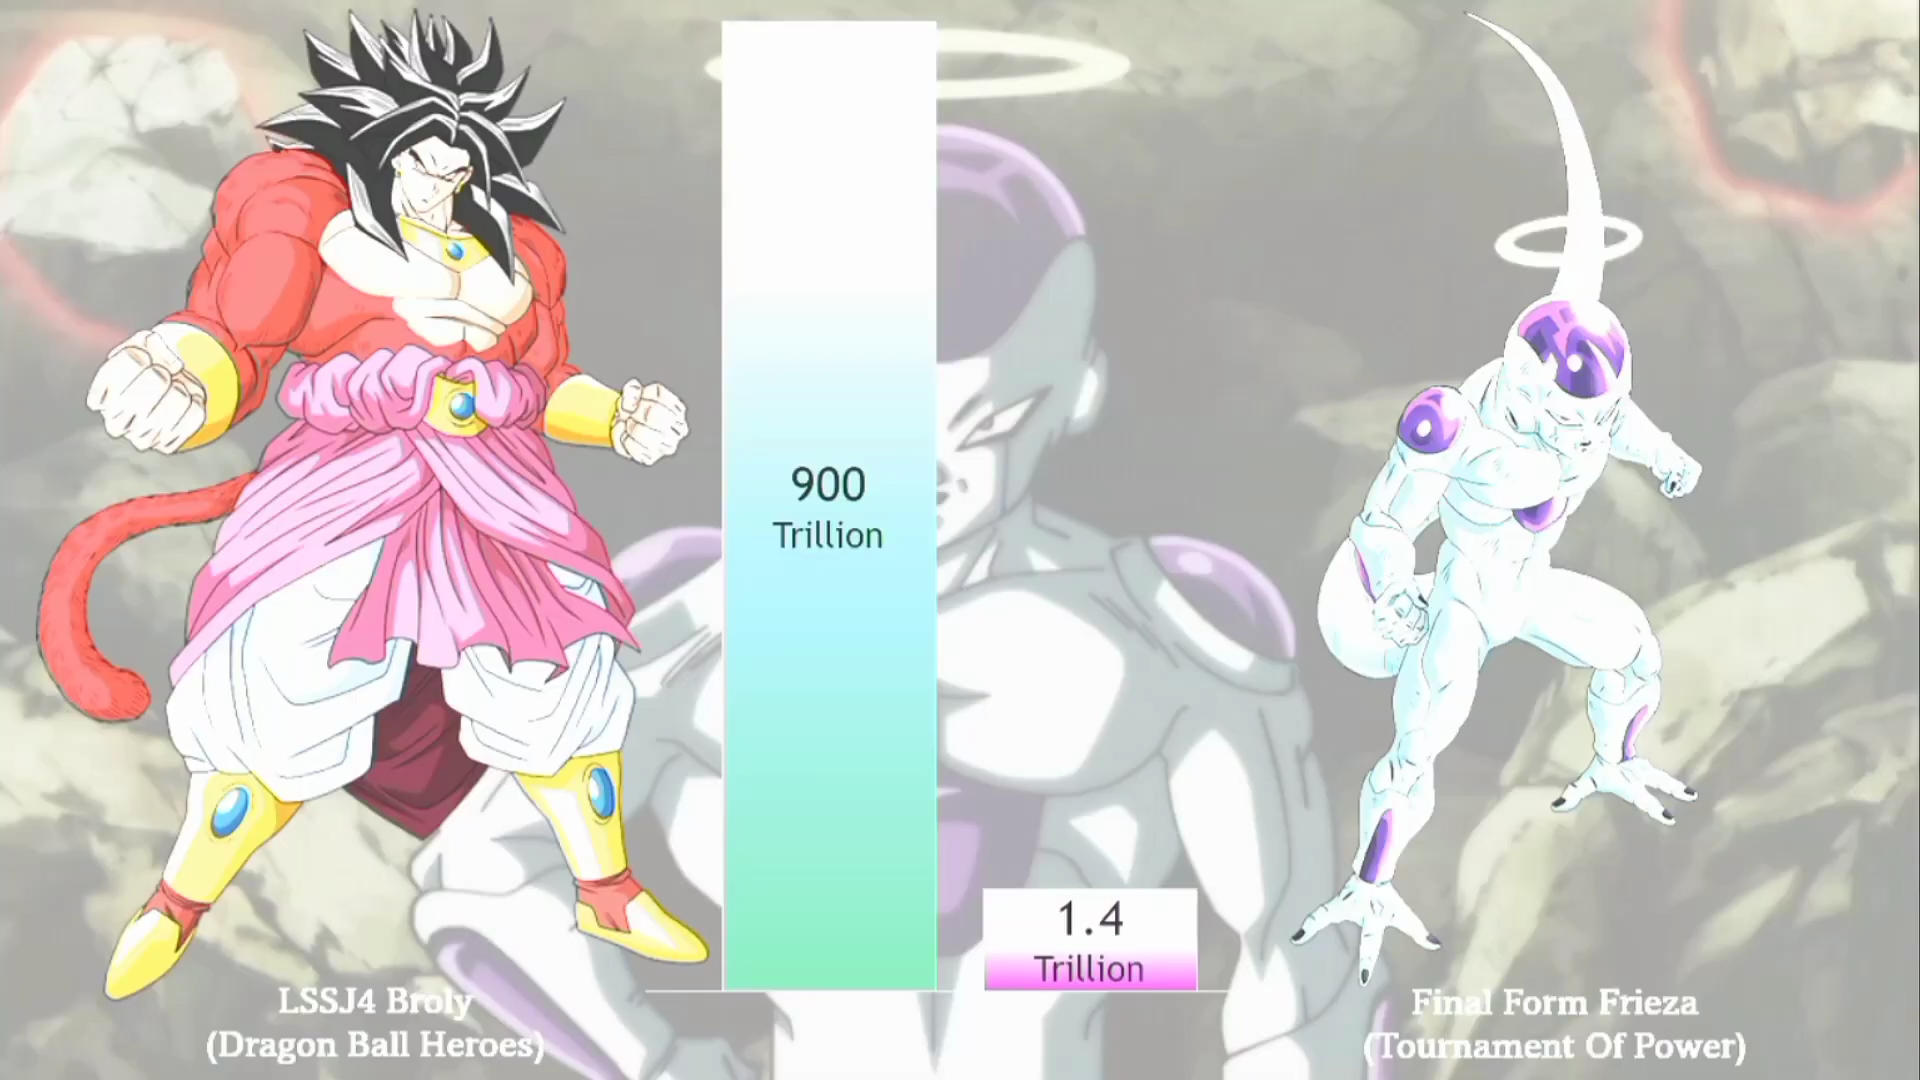 900
Trillion
1.4
Trillion
LSSJ4 Broly
(Dragon Ball Heroes)
Final Form Frieza
(Tournament Of Power)